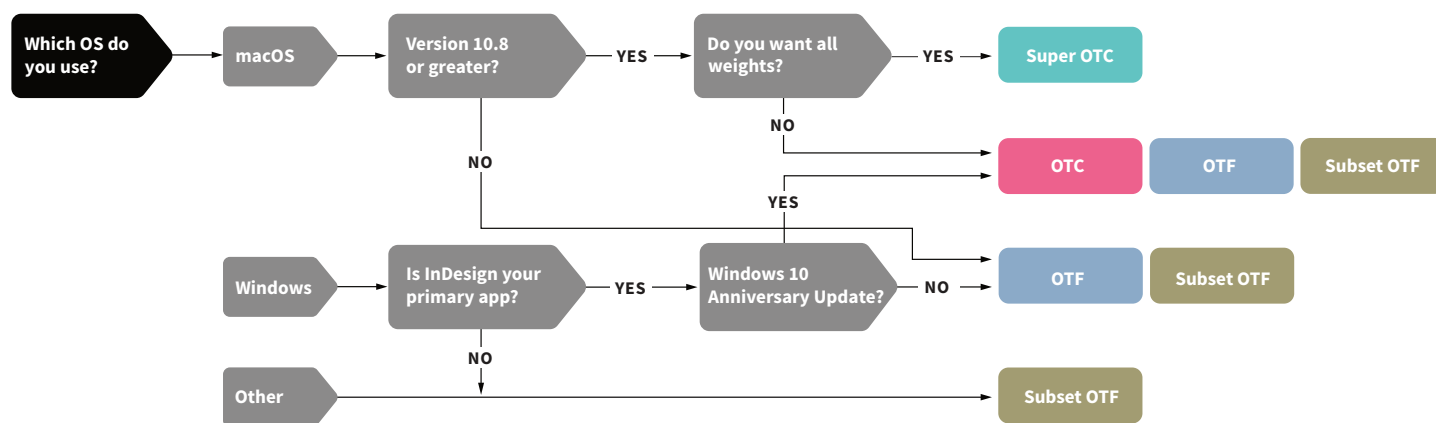 Which OS do
you use?
macOS
Version 10.8
or greater?
YES
Do you want all
weights?
YES
Super OTC
NO
NO
OTC
OTF
Subset OTF
YES
Windows
Is InDesign your
primary app?
YES
Windows 10
Anniversary Update?
NO
OTF
Subset OTF
NO
Other
Subset OTF